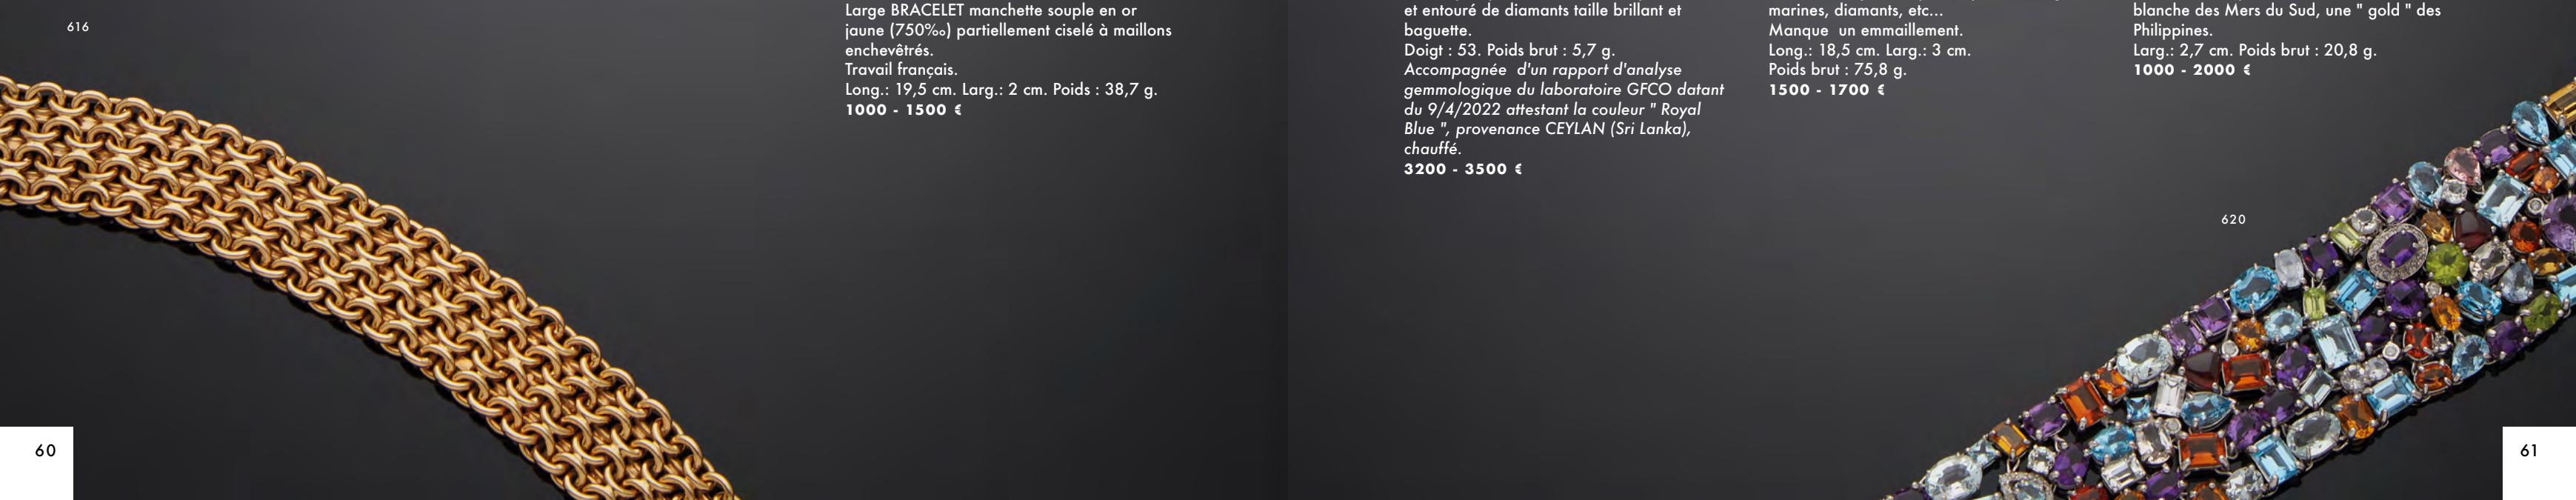 616
Large BRACELET manchette souple en or
jaune (750‰) partiellement ciselé à maillons
enchevêtrés.
Travail français.
Long.: 19,5 cm. Larg.: 2 cm. Poids : 38,7 g.
1000 - 1500 €
60
et entouré de diamants taille brillant et
baguette.
Doigt : 53. Poids brut : 5,7 g.
Accompagnée d'un rapport d'analyse
gemmologique du laboratoire GFCO datant
du 9/4/2022 attestant la couleur " Royal
Blue ", provenance CEYLAN (Sri Lanka),
chauffé.
3200 - 3500 €
marines, diamants, etc...
Manque un emmaillement.
Long.: 18,5 cm. Larg.: 3 cm.
Poids brut : 75,8 g.
1500 - 1700 €
blanche des Mers du Sud, une " gold " des
Philippines.
Larg.: 2,7 cm. Poids brut : 20,8 g.
1000 - 2000 €
620
61